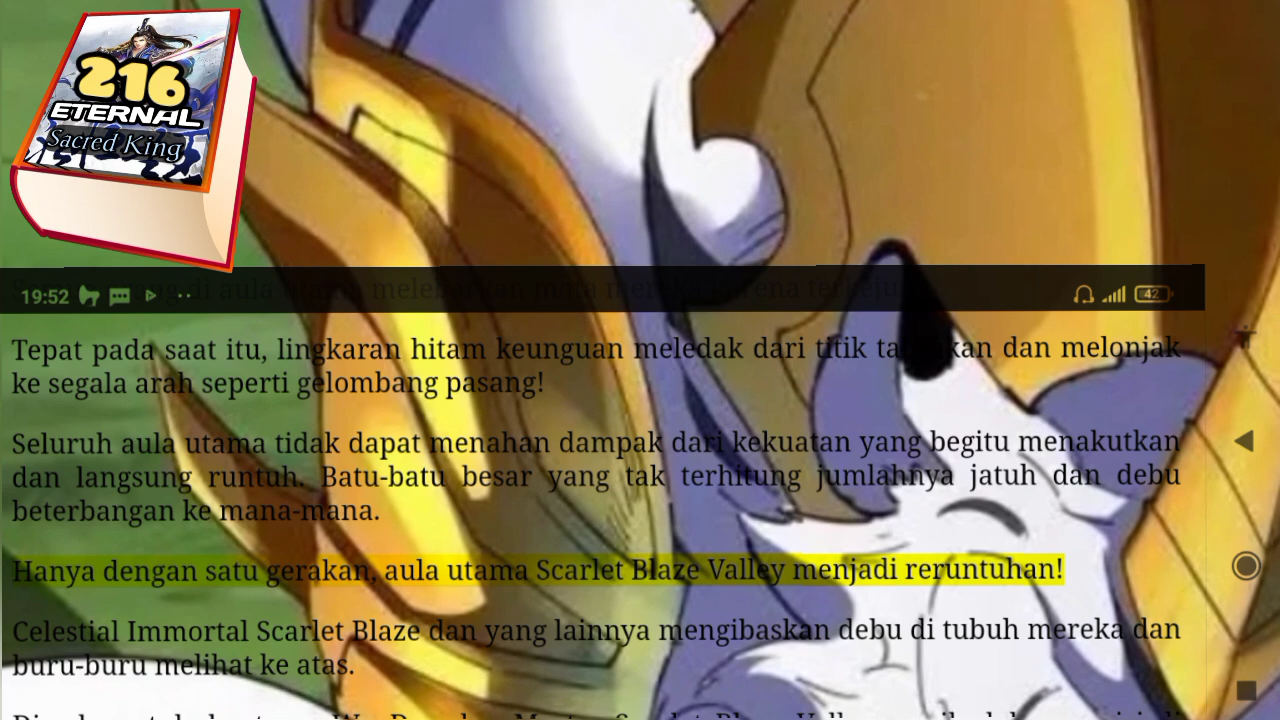 216
ETERNAL
Sacred King
19:52
42
Tepat pada saat itu, lingkaran hitam keunguan meledak dari titik dan melonjak
ke segala arah seperti gelombang pasang!
Seluruh aula utama tidak dapat menahan dampak dari kekuatan yang begitu menakutkan
dan langsung runtuh. Batu-batu besar yang tak terhitung jumlahnya jatuh dan debu
beterbangan ke mana-mana.
Hanya dengan satu gerakan, aula utama Scarlet Blaze Valley menjadi reruntuhan!
Celestial Immortal Scarlet Blaze dan yang lainnya mengibaskan debu di tubuh mereka dan
buru-buru melihat ke atas.